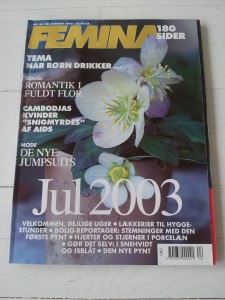 FEMINA
180
SIDER
TEMA
NÅR BØRN DRIKKER ...
BOLIG:
ROMANTIK I
FULDT FLOR
CAMBODJAS
KVINDER
"SNIGMYRDES"
AF AIDS
MODE
DE NYE
JUMPSUITS
Jul 2003
VELKOMMEN, DEJLIGE UGER • LÆKKERIER TIL HYGGE-
STUNDER • BOLIG-REPORTAGER: STEMNINGER MED DEN
FØRSTE PYNT • HJERTER OG STJERNER I PORCELÆN
• GØR DET SELV: I SNEHVIDT
OG ISBLÅT • DEN NYE PYNT